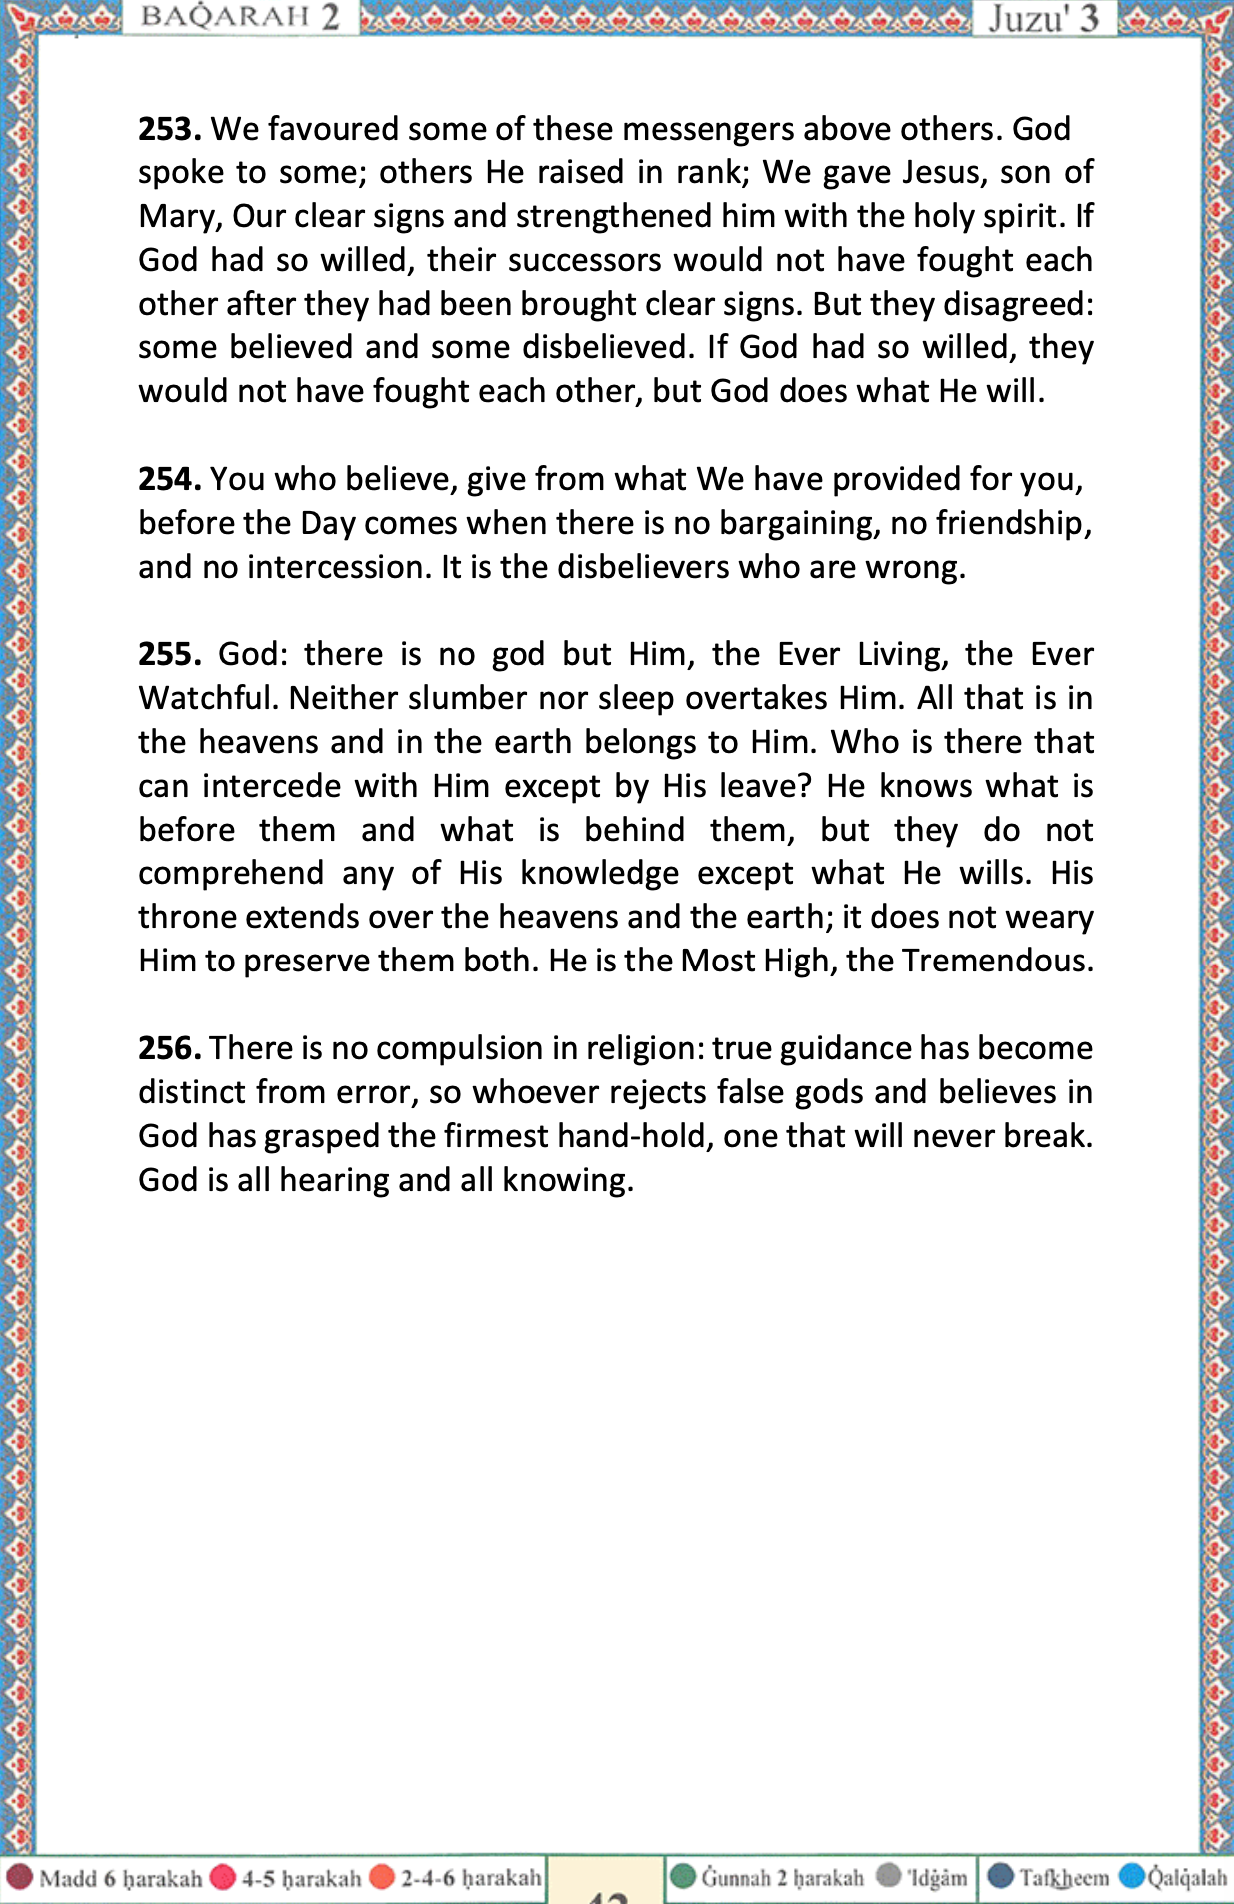 BAQ̇ARAH 2
Juzu' 3
253. We favoured some of these messengers above others. God
spoke to some; others He raised in rank; We gave Jesus, son of
Mary, Our clear signs and strengthened him with the holy spirit. If
God had so willed, their successors would not have fought each
other after they had been brought clear signs. But they disagreed:
some believed and some disbelieved. If God had so willed, they
would not have fought each other, but God does what He will.
254. You who believe, give from what We have provided for you,
before the Day comes when there is no bargaining, no friendship,
and no intercession. It is the disbelievers who are wrong.
255. God: there is no god but Him, the Ever Living, the Ever
Watchful. Neither slumber nor sleep overtakes Him. All that is in
the heavens and in the earth belongs to Him. Who is there that
can intercede with Him except by His leave? He knows what is
before them and what is behind them, but they do not
comprehend any of His knowledge except what He wills. His
throne extends over the heavens and the earth; it does not weary
Him to preserve them both. He is the Most High, the Tremendous.
256. There is no compulsion in religion: true guidance has become
distinct from error, so whoever rejects false gods and believes in
God has grasped the firmest hand-hold, one that will never break.
God is all hearing and all knowing.
Madd 6 ḥarakah 4-5 ḥarakah 2-4-6 ḥarakah
Ġunnah 2 ḥarakah 'Idġâm Tafkheem Q̇alq̇alah